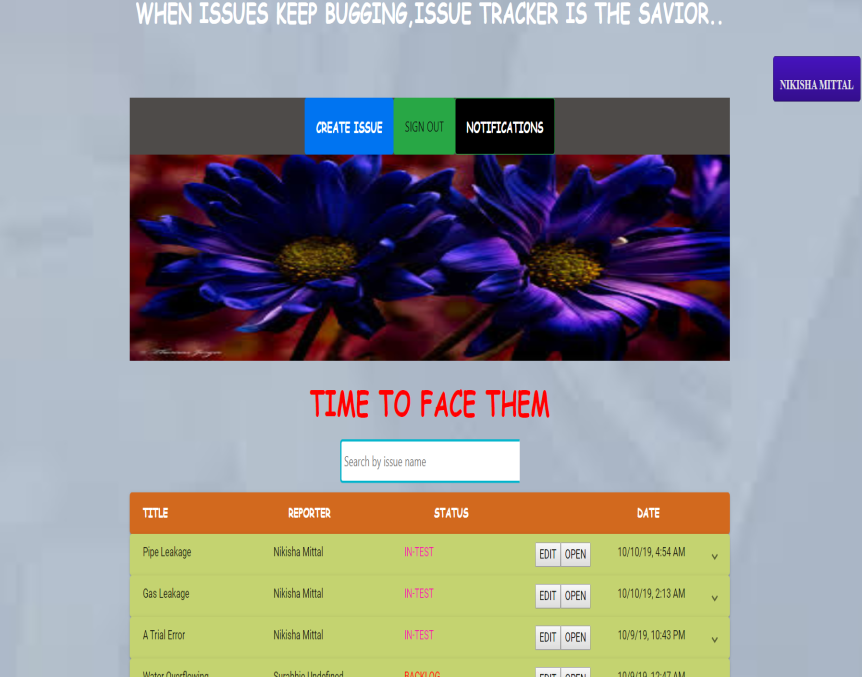 WHEN ISSUES KEEP BUGGING,ISSUE TRACKER IS THE SAVIOR..
NIKISHA MITTAL
CREATE ISSUE SIGN OUT NOTIFICATIONS
TIME TO FACE THEM
Search by issue name
TITLE REPORTER STATUS DATE
Pipe Leakage Nikisha Mittal IN-TEST EDIT OPEN 10/10/19, 4:54 AM
Gas Leakage Nikisha Mittal IN-TEST EDIT OPEN 10/10/19, 2:13 AM
A Trial Error Nikisha Mittal IN-TEST EDIT OPEN 10/9/19, 10:43 PM
Water Overflowing Surabhie Undefined BACKLOG EDIT OPEN 10/9/19, 12:47 AM